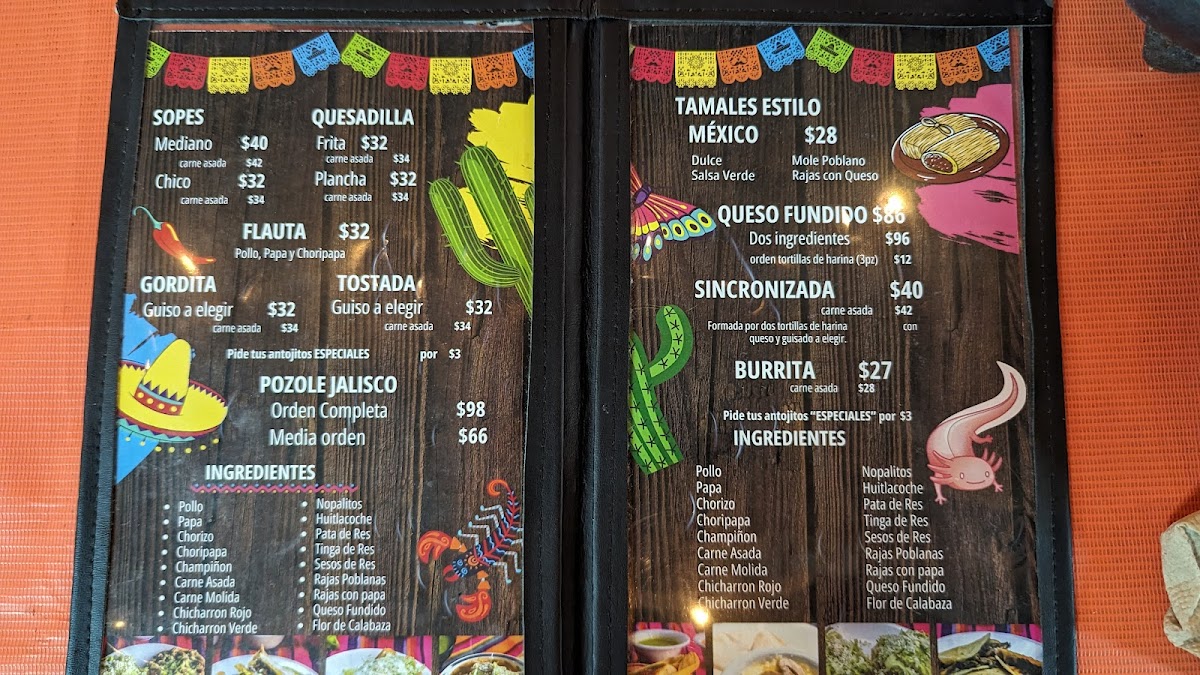 SOPES
Mediano $40
carne asada $42
Chico $32
carne asada $34
QUESADILLA
Frita $32
carne asada $34
Plancha $32
carne asada $34
FLAUTA $32
Pollo, Papa y Choripapa
GORDITA
Guiso a elegir $32
carne asada $34
TOSTADA
Guiso a elegir $32
carne asada $34
Pide tus antojitos ESPECIALES por $3
POZOLE JALISCO
Orden Completa $98
Media orden $66
INGREDIENTES
• Pollo
• Papa
• Chorizo
• Choripapa
• Champiñon
• Carne Asada
• Carne Molida
• Chicharron Rojo
• Chicharron Verde
• Nopalitos
• Huitlacoche
• Pata de Res
• Tinga de Res
• Sesos de Res
• Rajas Poblanas
• Rajas con papa
• Queso Fundido
• Flor de Calabaza
TAMALES ESTILO
MÉXICO $28
Dulce Mole Poblano
Salsa Verde Rajas con Queso
QUESO FUNDIDO $86
Dos ingredientes $96
orden tortillas de harina (3pz) $12
SINCRONIZADA $40
carne asada $42
Formada por dos tortillas de harina con
queso y guisado a elegir.
BURRITA $27
carne asada $28
Pide tus antojitos "ESPECIALES" por $3
INGREDIENTES
Pollo
Papa
Chorizo
Choripapa
Champiñon
Carne Asada
Carne Molida
Chicharron Rojo
Chicharron Verde
Nopalitos
Huitlacoche
Pata de Res
Tinga de Res
Sesos de Res
Rajas Poblanas
Rajas con papa
Queso Fundido
Flor de Calabaza